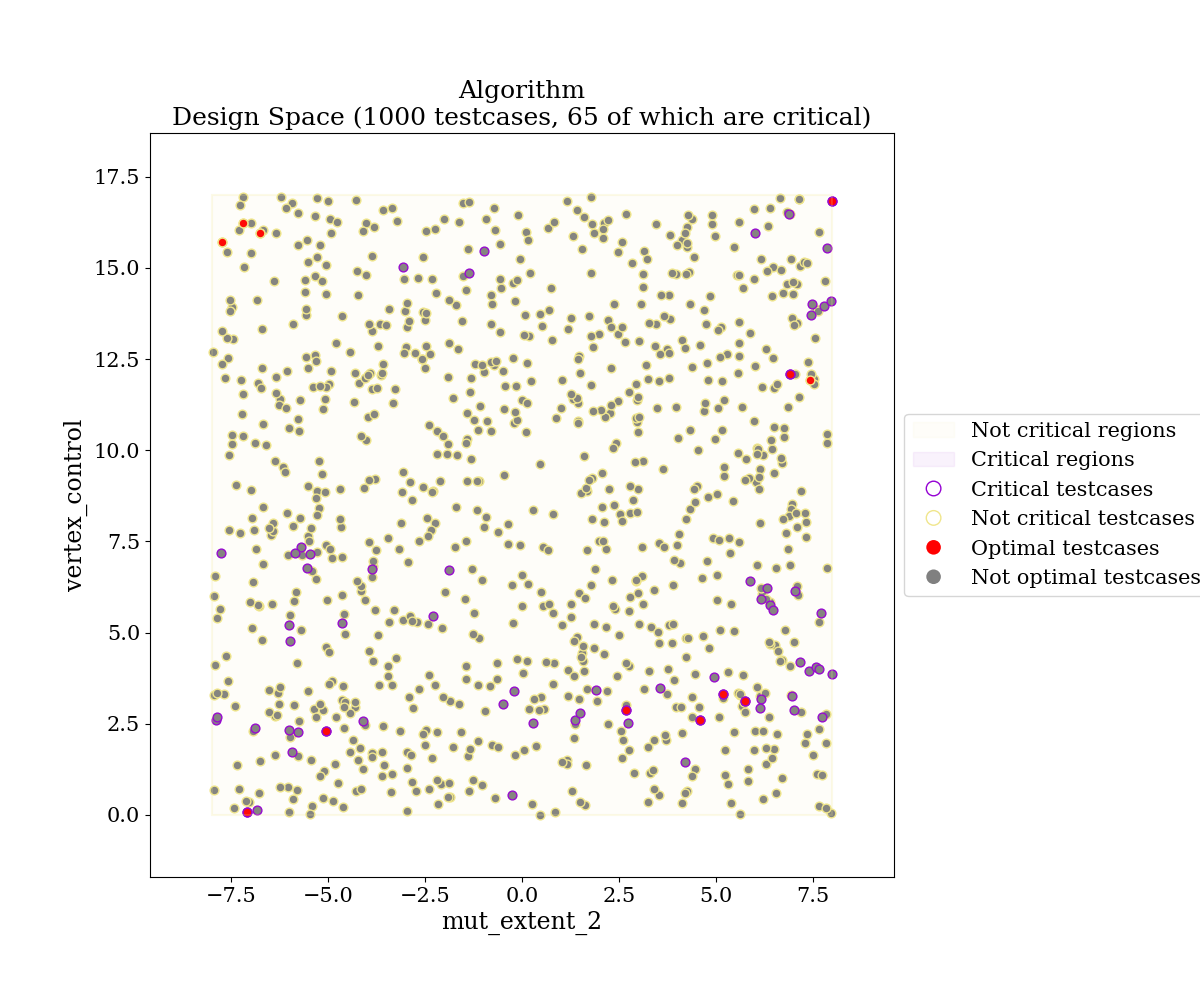 Algorithm
Design Space (1000 testcases, 65 of which are critical)
17.5
15.0
12.5
10.0
7.5
5.0
2.5
0.0
vertex_control
−7.5
−5.0
−2.5
0.0
2.5
5.0
7.5
mut_extent_2
Not critical regions
Critical regions
Critical testcases
Not critical testcases
Optimal testcases
Not optimal testcases